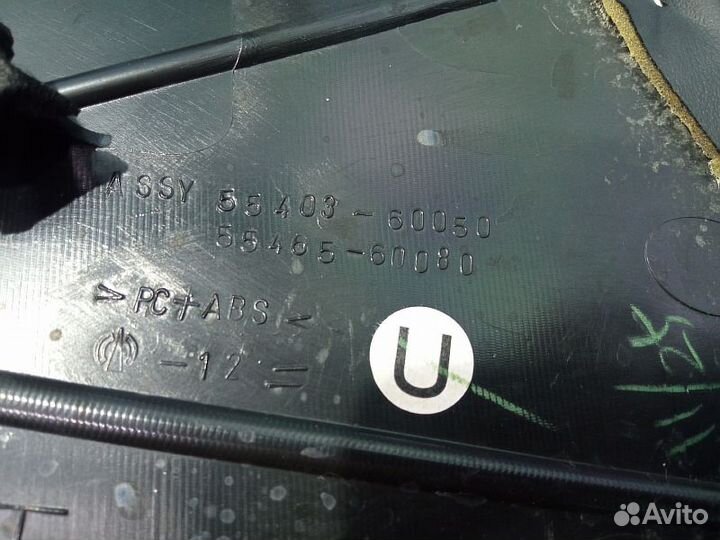 ASSY 55403-60050
55465-60080
>PC+ABS<
-12=
U
Avito